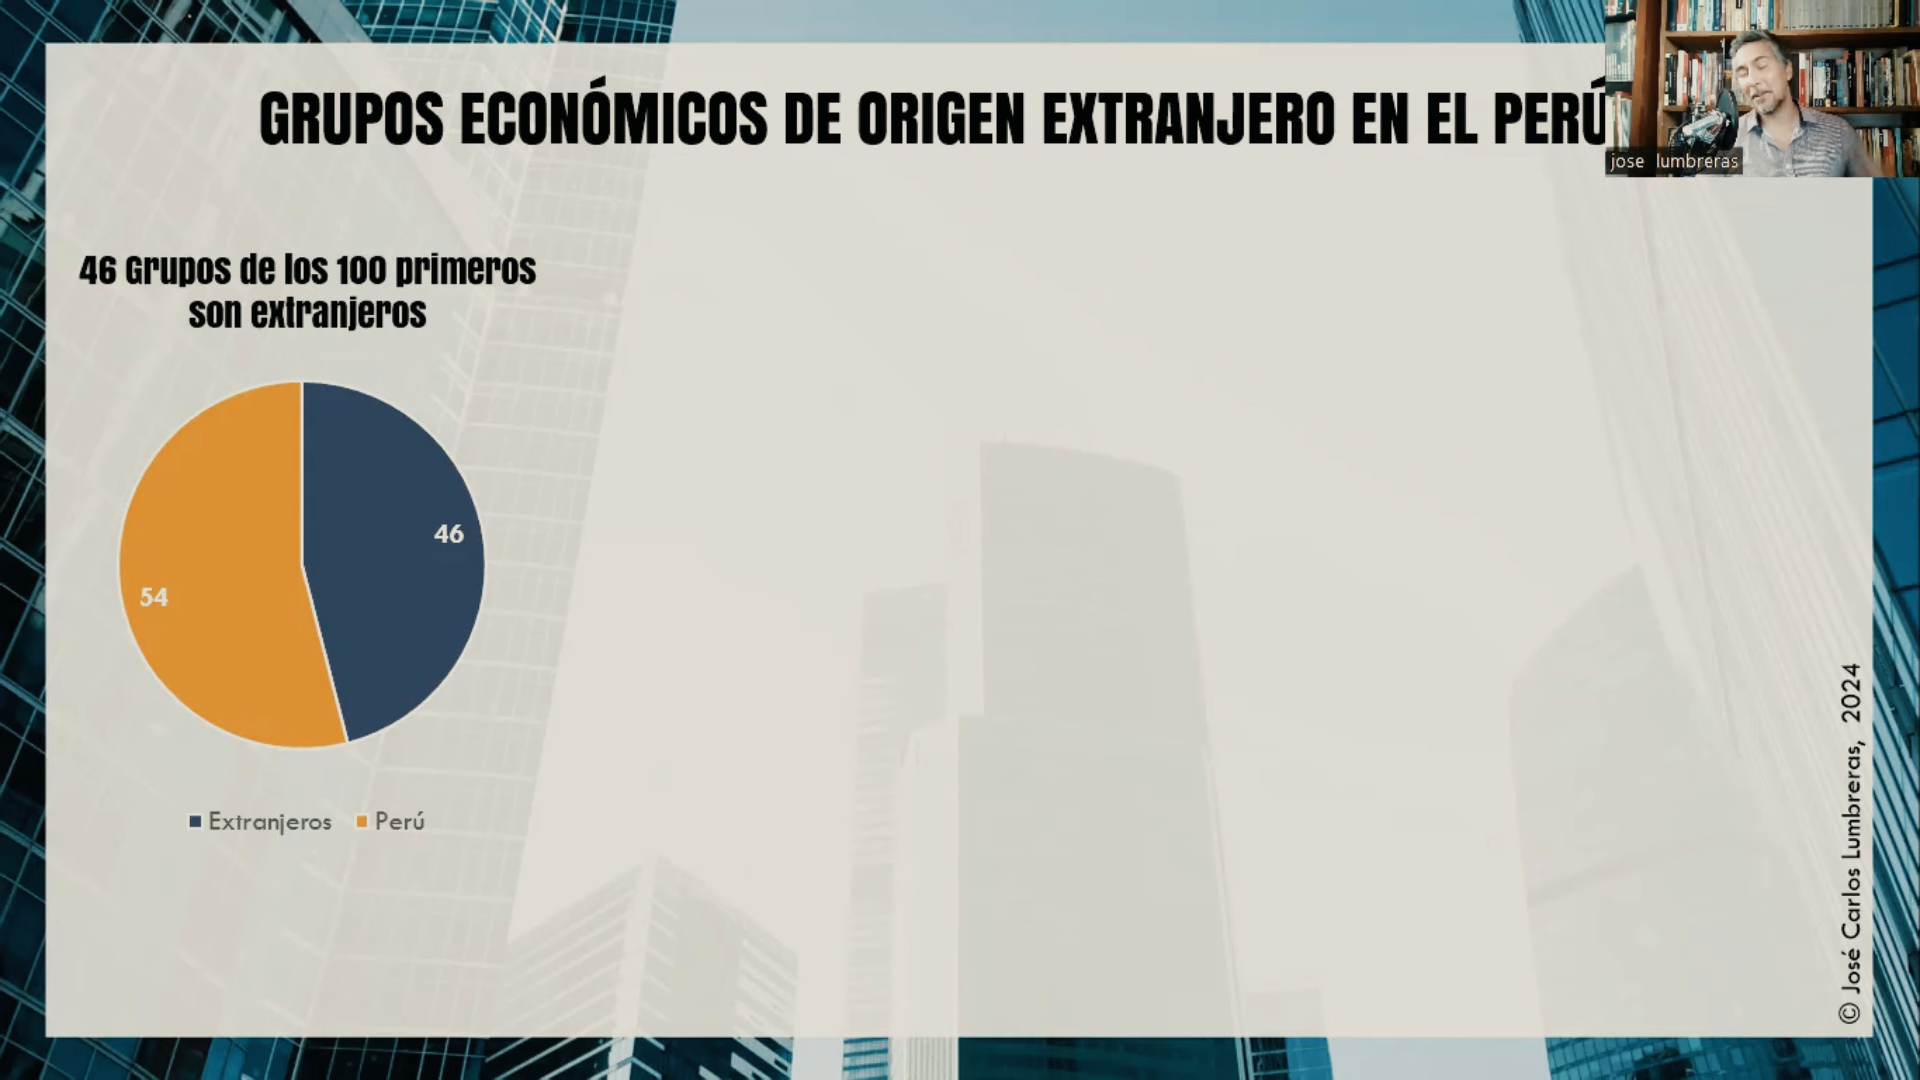 GRUPOS ECONÓMICOS DE ORIGEN EXTRANJERO EN EL PERÚ
jose lumbreras
46 Grupos de los 100 primeros
son extranjeros
46
54
Extranjeros Perú
© José Carlos Lumbreras, 2024